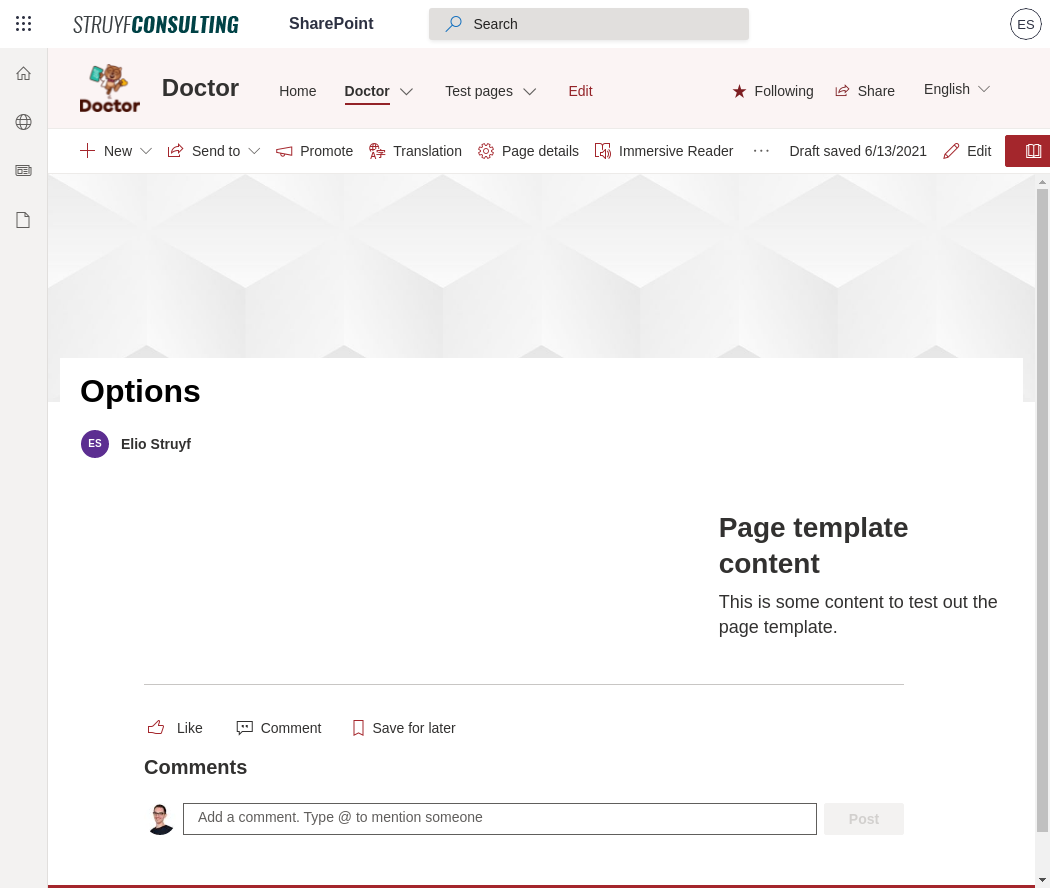 STRUYFCONSULTING SharePoint Search ES
Doctor Doctor Home Doctor Test pages Edit Following Share English
New Send to Promote Translation Page details Immersive Reader ... Draft saved 6/13/2021 Edit
Options
ES Elio Struyf
Page template
content
This is some content to test out the
page template.
Like Comment Save for later
Comments
Add a comment. Type @ to mention someone Post